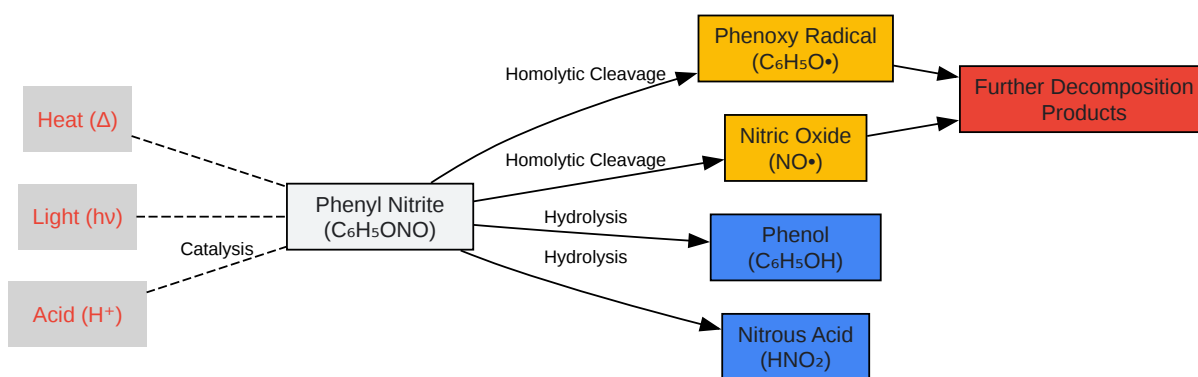 Phenoxy Radical
(C₆H₅O•)
Homolytic Cleavage
Further Decomposition
Products
Heat (Δ)
Nitric Oxide
(NO•)
Homolytic Cleavage
Phenyl Nitrite
(C₆H₅ONO)
Light (hν)
Hydrolysis
Phenol
(C₆H₅OH)
Catalysis
Hydrolysis
Acid (H⁺)
Nitrous Acid
(HNO₂)